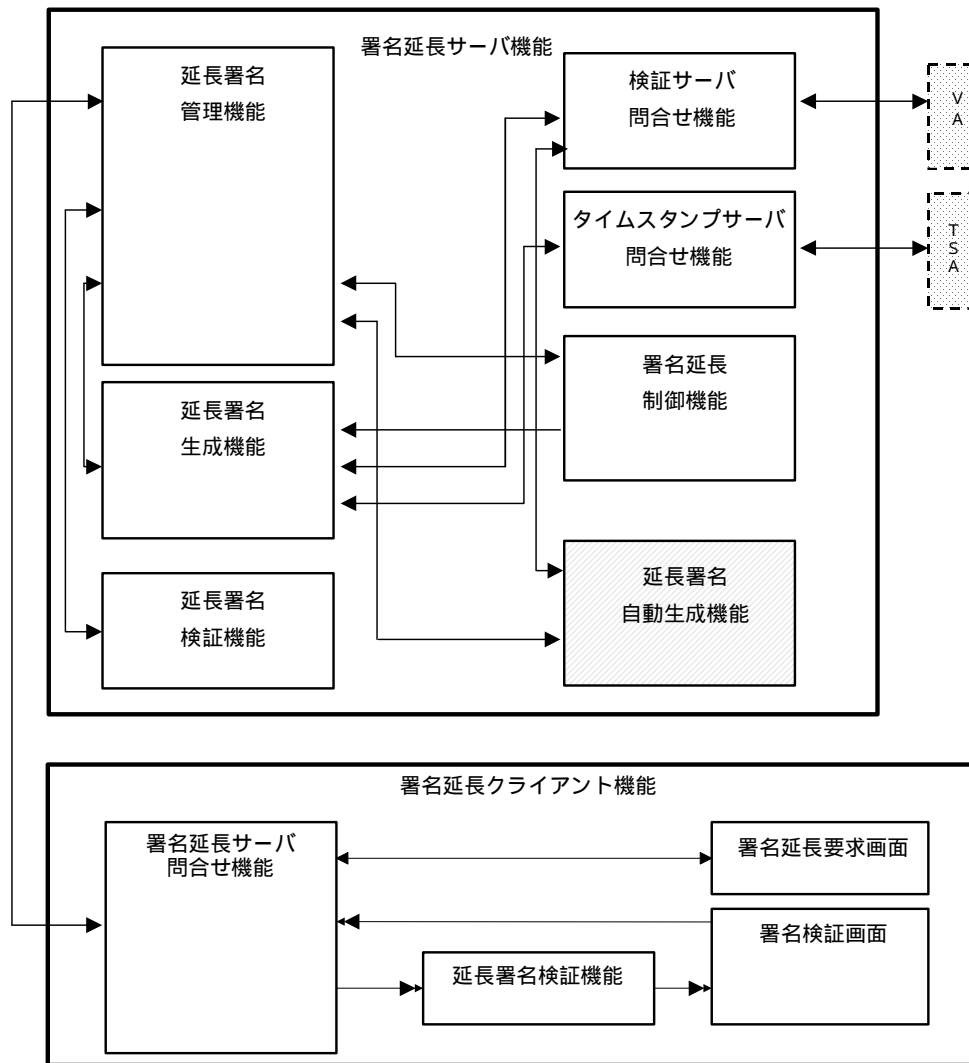 署名延長サーバ機能
延長署名
管理機能
検証サーバ
問合せ機能
V
A
タイムスタンプサーバ
問合せ機能
T
S
A
署名延長
制御機能
延長署名
生成機能
延長署名
自動生成機能
延長署名
検証機能
署名延長クライアント機能
署名延長サーバ
問合せ機能
署名延長要求画面
署名検証画面
延長署名検証機能